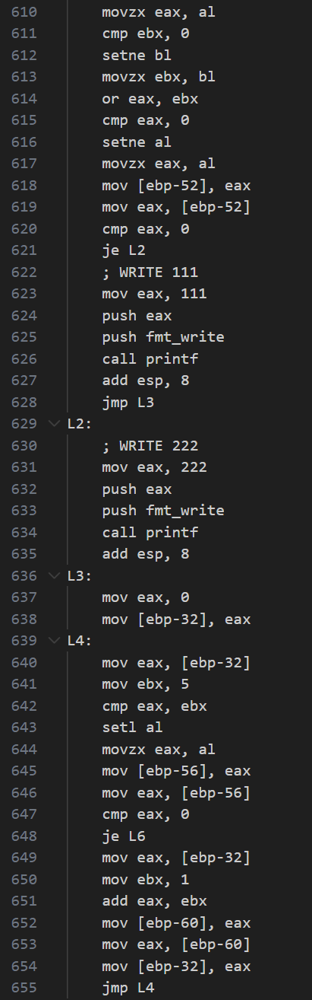 610 movzx eax, al
611 cmp ebx, 0
612 setne bl
613 movzx ebx, bl
614 or eax, ebx
615 cmp eax, 0
616 setne al
617 movzx eax, al
618 mov [ebp-52], eax
619 mov eax, [ebp-52]
620 cmp eax, 0
621 je L2
622 ; WRITE 111
623 mov eax, 111
624 push eax
625 push fmt_write
626 call printf
627 add esp, 8
628 jmp L3
629 L2:
630 ; WRITE 222
631 mov eax, 222
632 push eax
633 push fmt_write
634 call printf
635 add esp, 8
636 L3:
637 mov eax, 0
638 mov [ebp-32], eax
639 L4:
640 mov eax, [ebp-32]
641 mov ebx, 5
642 cmp eax, ebx
643 setl al
644 movzx eax, al
645 mov [ebp-56], eax
646 mov eax, [ebp-56]
647 cmp eax, 0
648 je L6
649 mov eax, [ebp-32]
650 mov ebx, 1
651 add eax, ebx
652 mov [ebp-60], eax
653 mov eax, [ebp-60]
654 mov [ebp-32], eax
655 jmp L4